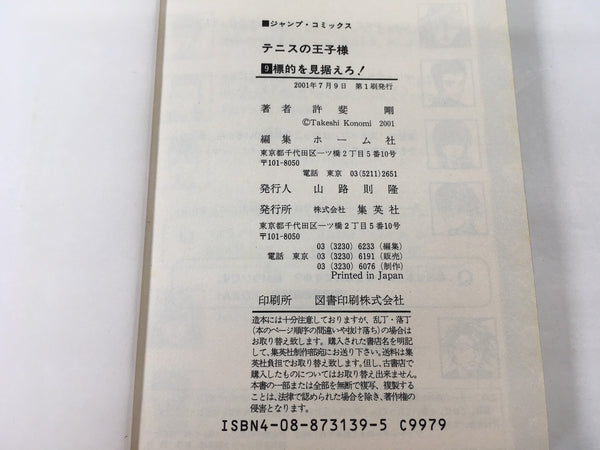 ■ジャンプ・コミックス
テニスの王子様
9標的を見据えろ!
2001年7月9日 第1刷発行
著者 許斐 剛
©Takeshi Konomi 2001
編集 ホーム社
東京都千代田区一ツ橋2丁目5番10号
〒101-8050
電話 東京 03(5211)2651
発行人 山路則隆
発行所 株式会社 集英社
東京都千代田区一ツ橋2丁目5番10号
〒101-8050
03(3230)6233(編集)
電話 東京 03(3230)6191(販売)
03(3230)6076(制作)
Printed in Japan
印刷所 図書印刷株式会社
造本には十分注意しておりますが、乱丁・落丁
(本のページ順序の間違いや抜け落ち)の場合は
お取り替え致します。購入された書店名を明記
して、集英社制作部宛にお送り下さい。送料は集
英社負担でお取り替え致します。但し、古書店で
購入したものについてはお取り替え出来ません。
本書の一部または全部を無断で複写、複製する
ことは、法律で認められた場合を除き、著作権の
侵害となります。
ISBN4-08-873139-5 C9979